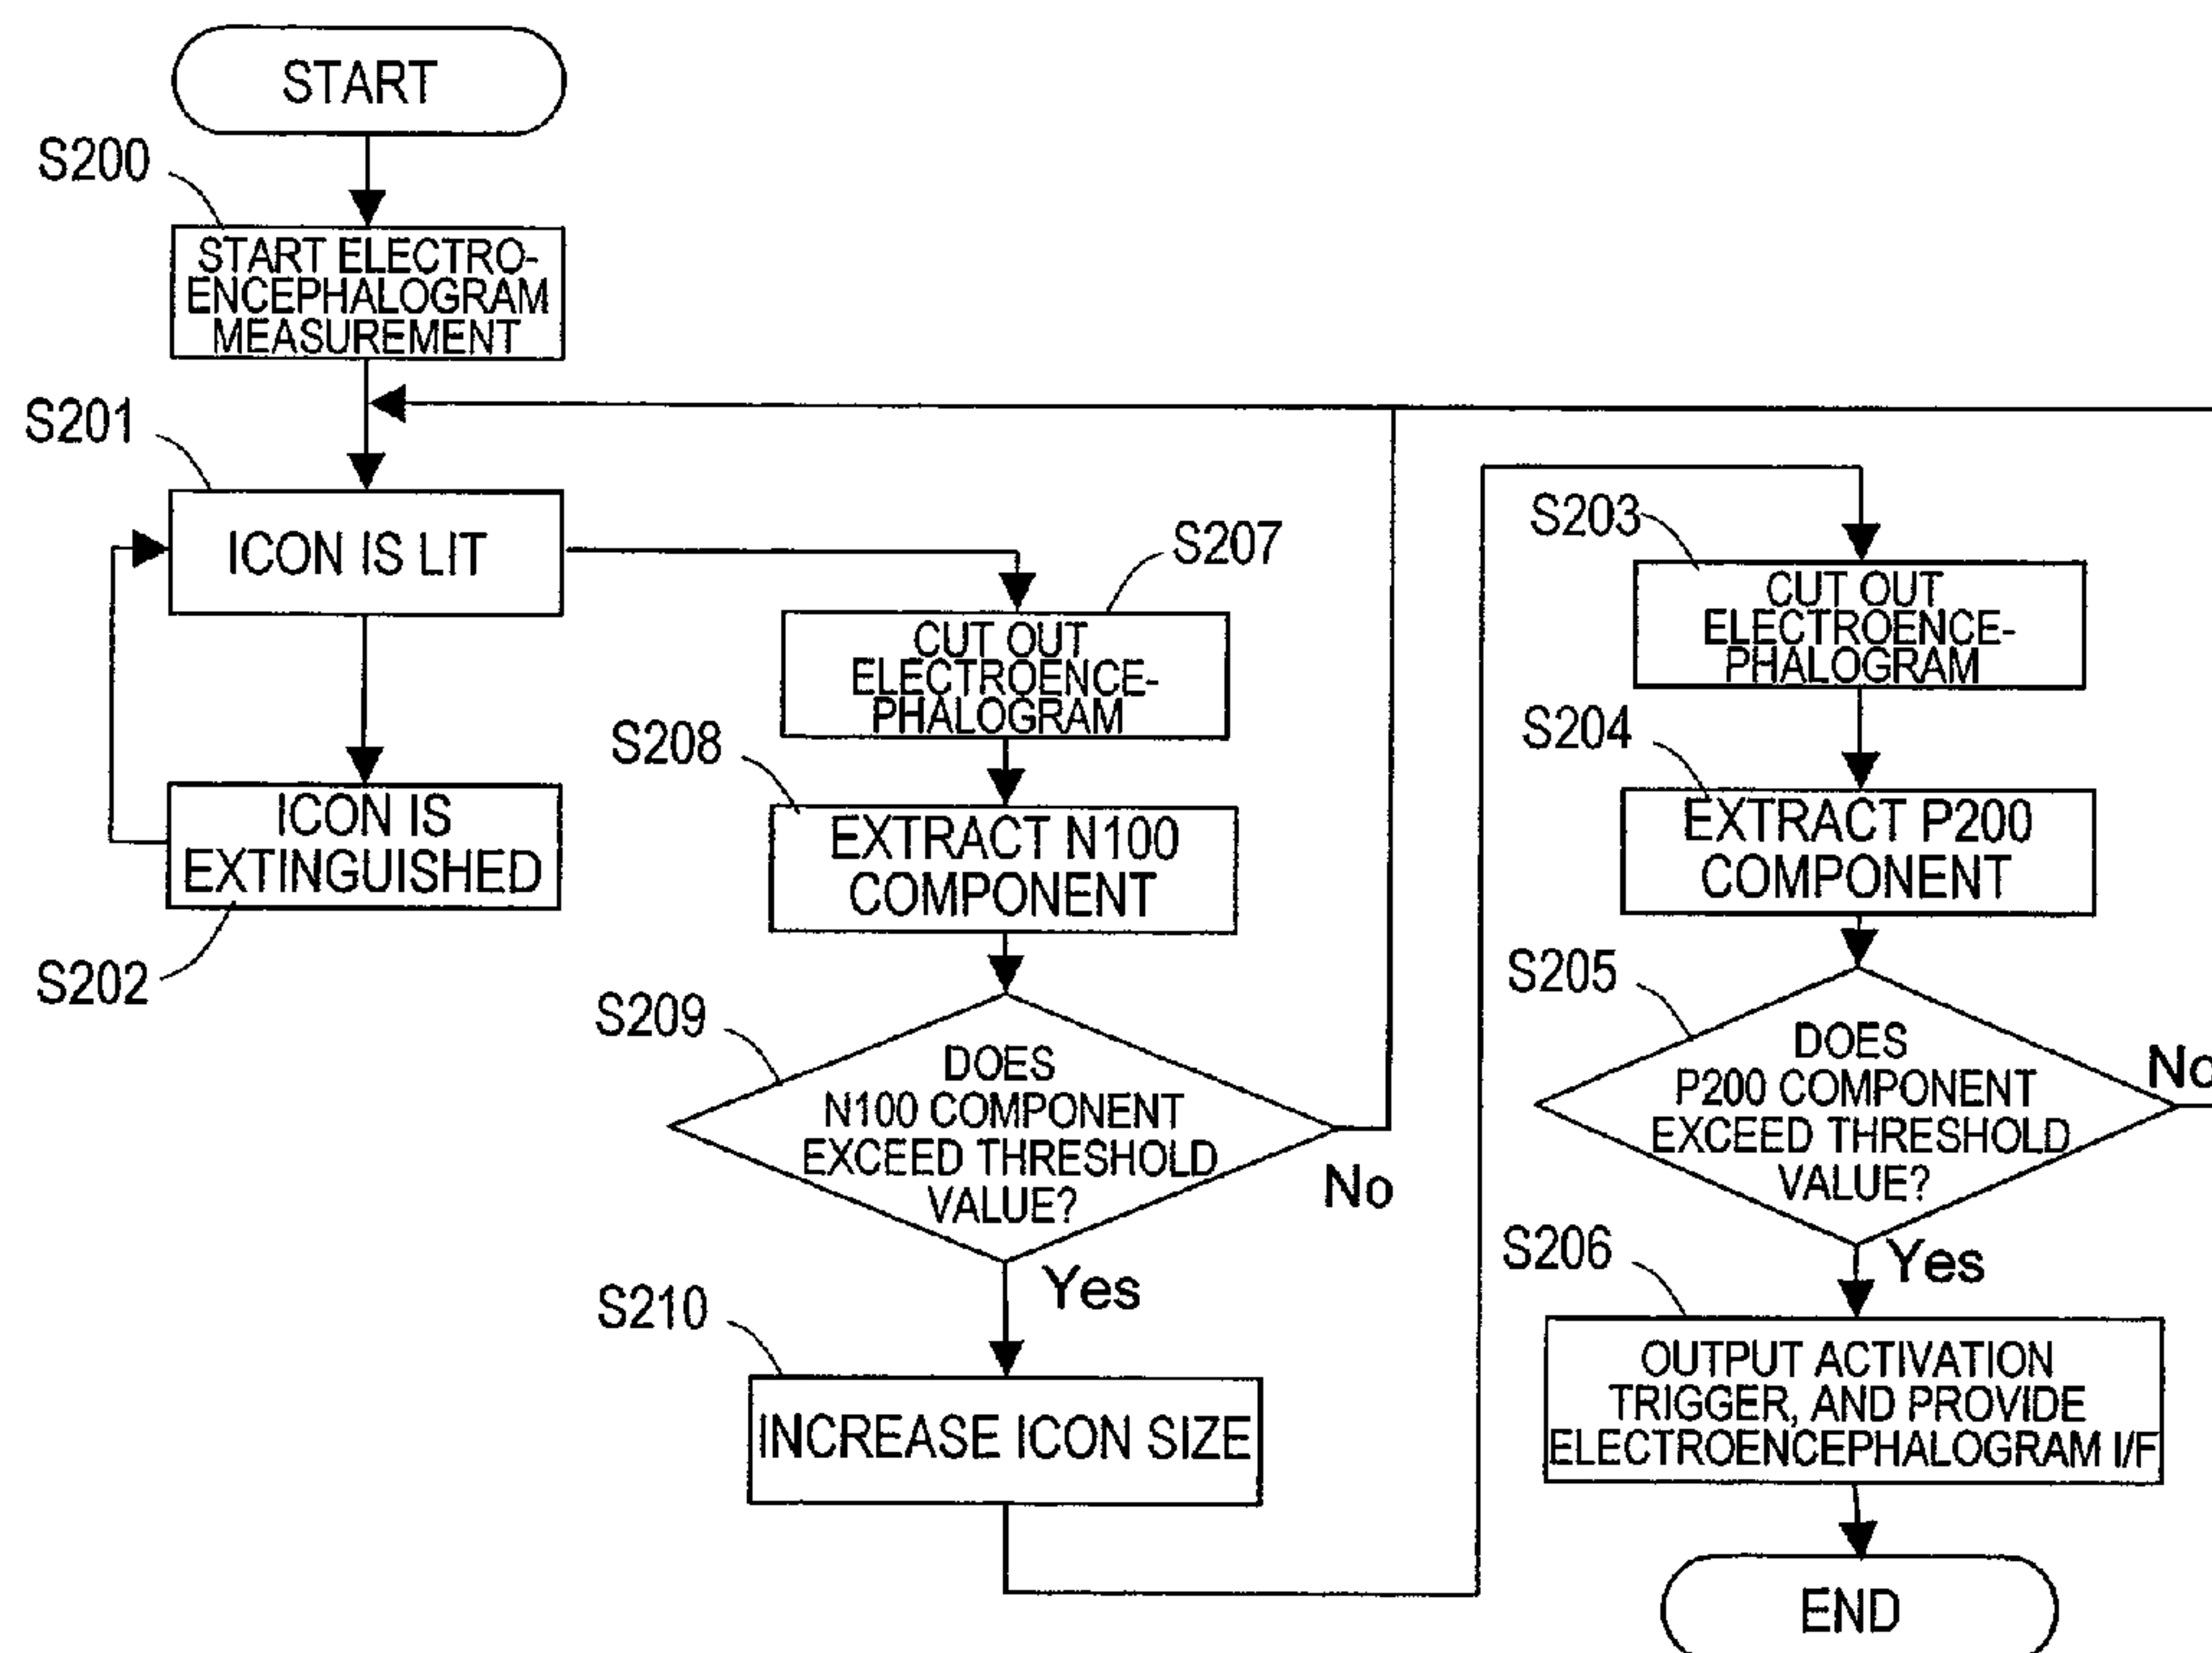 START
S200
START ELECTRO-
ENCEPHALOGRAM
MEASUREMENT
S201
ICON IS LIT
ICON IS
EXTINGUISHED
S202
S207
CUT OUT
ELECTROENCE-
PHALOGRAM
S208
EXTRACT N100
COMPONENT
S209
DOES
N100 COMPONENT
EXCEED THRESHOLD
VALUE?
No
Yes
S210
INCREASE ICON SIZE
S203
CUT OUT
ELECTROENCE-
PHALOGRAM
S204
EXTRACT P200
COMPONENT
S205
DOES
P200 COMPONENT
EXCEED THRESHOLD
VALUE?
No
Yes
S206
OUTPUT ACTIVATION
TRIGGER, AND PROVIDE
ELECTROENCEPHALOGRAM I/F
END